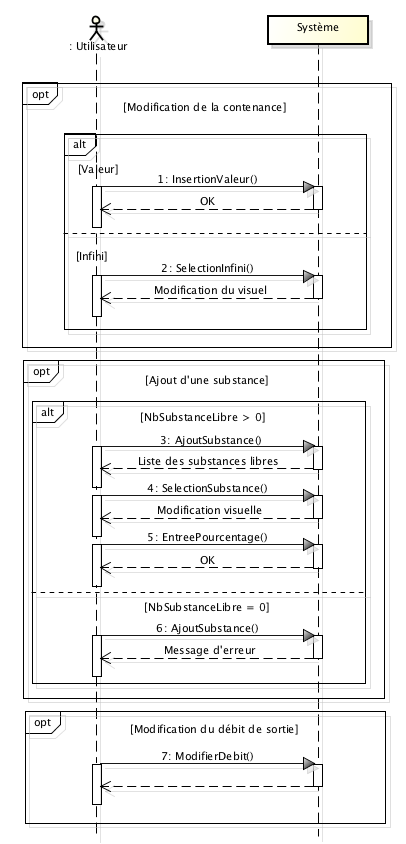 : Utilisateur
Système
opt
[Modification de la contenance]
alt
[Valeur]
1: InsertionValeur()
OK
[Infini]
2: SelectionInfini()
Modification du visuel
opt
[Ajout d'une substance]
alt
[NbSubstanceLibre > 0]
3: AjoutSubstance()
Liste des substances libres
4: SelectionSubstance()
Modification visuelle
5: EntreePourcentage()
OK
[NbSubstanceLibre = 0]
6: AjoutSubstance()
Message d'erreur
opt
[Modification du débit de sortie]
7: ModifierDebit()